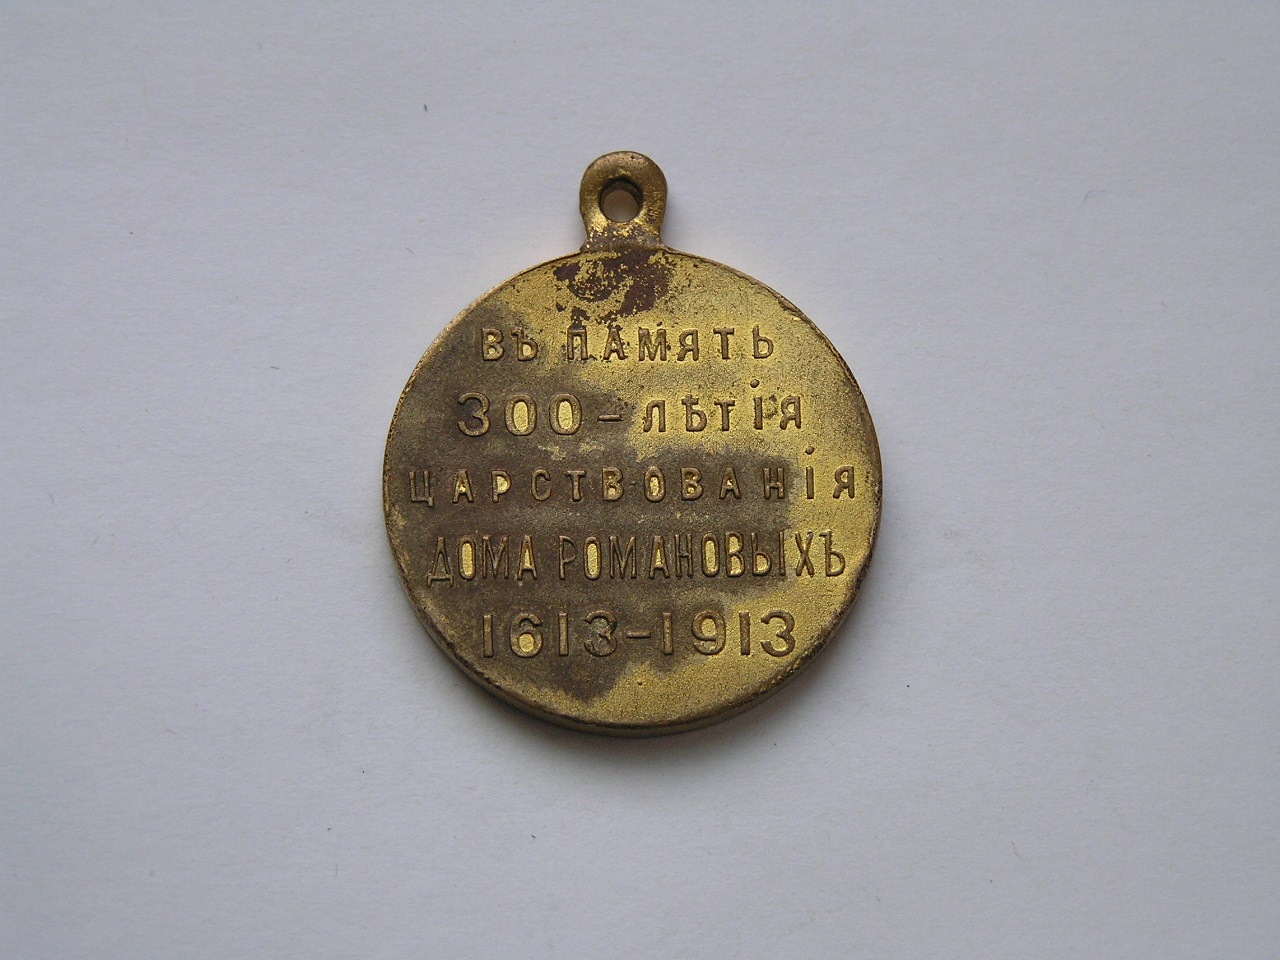 ВЪ ПАМЯТЬ
300-ЛѢТІЯ
ЦАРСТВОВАНІЯ
ДОМА РОМАНОВЫХЪ
1613-1913